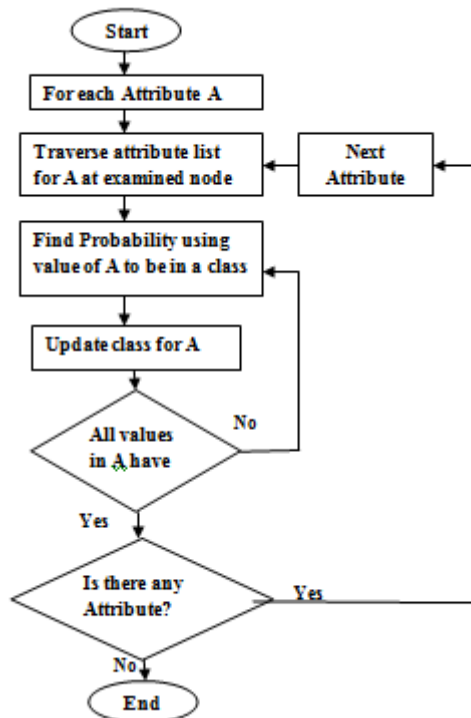 Start
For each Attribute A
Traverse attribute list
for A at examined node
Next
Attribute
Find Probability using
value of A to be in a class
Update class for A
No
All values
in A have
Yes
Is there any
Attribute?
Yes
No
End